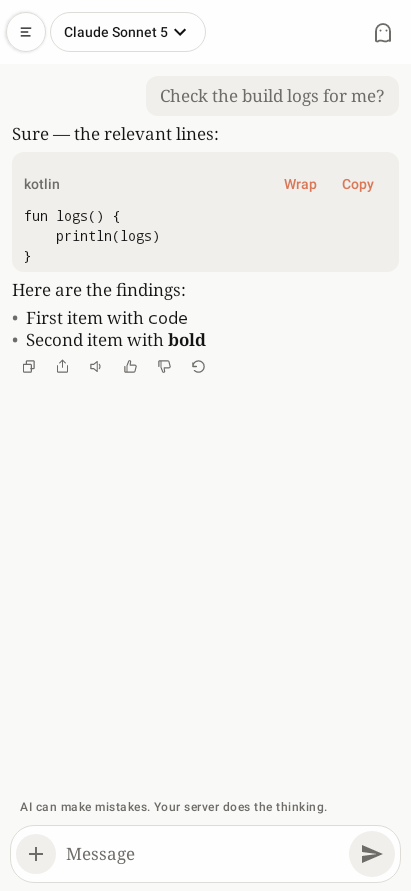 Claude Sonnet 5
Check the build logs for me?
Sure — the relevant lines:
kotlin
Wrap
Copy
fun logs() {
    println(logs)
}
Here are the findings:
• First item with code
• Second item with bold
AI can make mistakes. Your server does the thinking.
Message